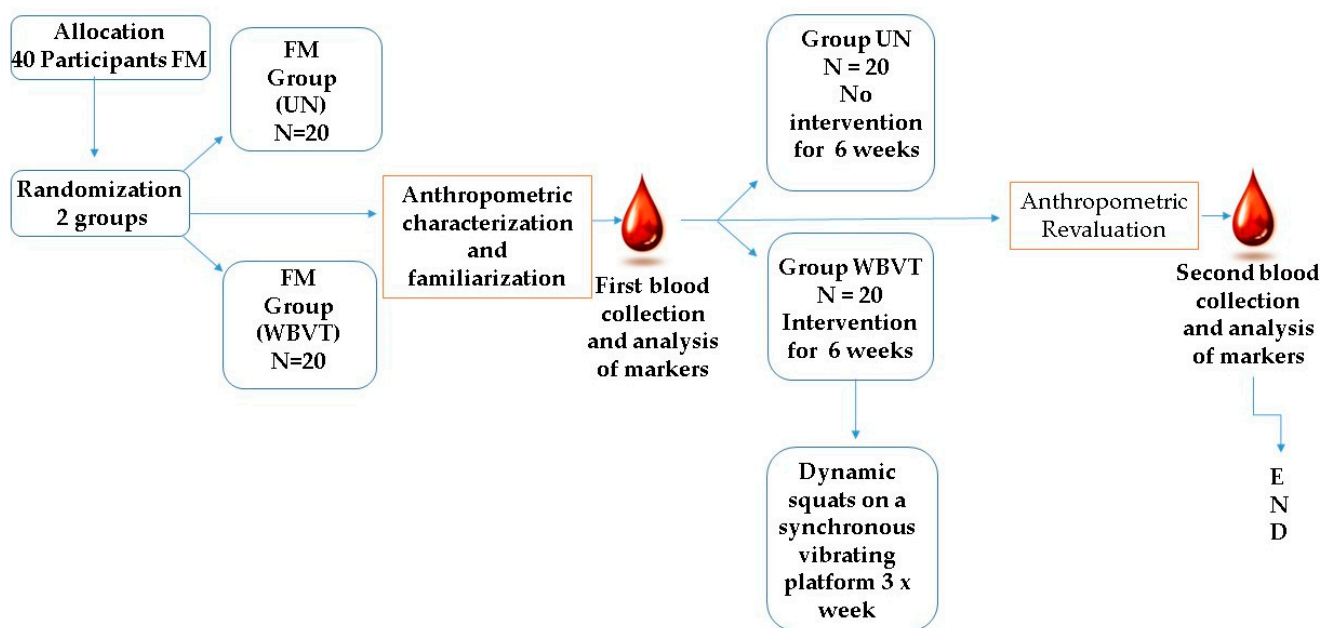 Allocation
40 Participants FM
FM
Group
(UN)
N=20
Randomization
2 groups
FM
Group
(WBVT)
N=20
Anthropometric
characterization
and
familiarization
First blood
collection
and analysis
of markers
Group UN
N = 20
No
intervention
for 6 weeks
Group WBVT
N = 20
Intervention
for 6 weeks
Dynamic
squats on a
synchronous
vibrating
platform 3 x
week
Anthropometric
Revaluation
Second blood
collection
and analysis
of markers
E
N
D